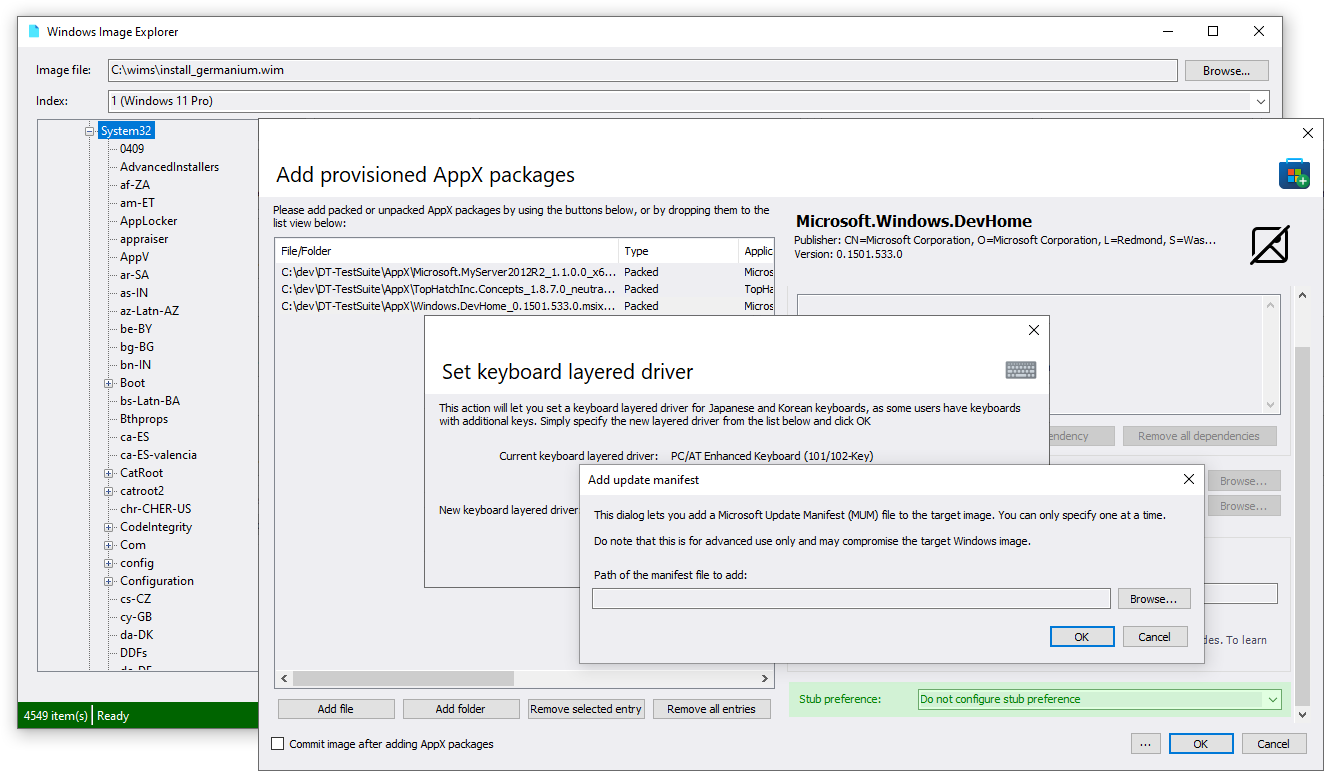 Windows Image Explorer
Image file:
C:\wims\install_germanium.wim
Browse...
Index:
1 (Windows 11 Pro)
System32
0409
AdvancedInstallers
af-ZA
am-ET
AppLocker
appraiser
AppV
ar-SA
as-IN
az-Latn-AZ
be-BY
bg-BG
bn-IN
Boot
bs-Latn-BA
Bthprops
ca-ES
ca-ES-valencia
CatRoot
catroot2
chr-CHER-US
CodeIntegrity
Com
config
Configuration
cs-CZ
cy-GB
da-DK
DDFs
4549 item(s)
Ready
Add provisioned AppX packages
Please add packed or unpacked AppX packages by using the buttons below, or by dropping them to the
list view below:
File/Folder Type Applic
C:\dev\DT-TestSuite\AppX\Microsoft.MyServer2012R2_1.1.0.0_x6... Packed Micros
C:\dev\DT-TestSuite\AppX\TopHatchInc.Concepts_1.8.7.0_neutra... Packed TopHa
C:\dev\DT-TestSuite\AppX\Windows.DevHome_0.1501.533.0.msix... Packed Micros
Microsoft.Windows.DevHome
Publisher: CN=Microsoft Corporation, O=Microsoft Corporation, L=Redmond, S=Was...
Version: 0.1501.533.0
endency
Remove all dependencies
Browse...
Browse...
des. To learn
Stub preference:
Do not configure stub preference
Add file
Add folder
Remove selected entry
Remove all entries
Commit image after adding AppX packages
...
OK
Cancel
Set keyboard layered driver
This action will let you set a keyboard layered driver for Japanese and Korean keyboards, as some users have keyboards
with additional keys. Simply specify the new layered driver from the list below and click OK
Current keyboard layered driver: PC/AT Enhanced Keyboard (101/102-Key)
New keyboard layered driver
Add update manifest
This dialog lets you add a Microsoft Update Manifest (MUM) file to the target image. You can only specify one at a time.
Do note that this is for advanced use only and may compromise the target Windows image.
Path of the manifest file to add:
Browse...
OK
Cancel